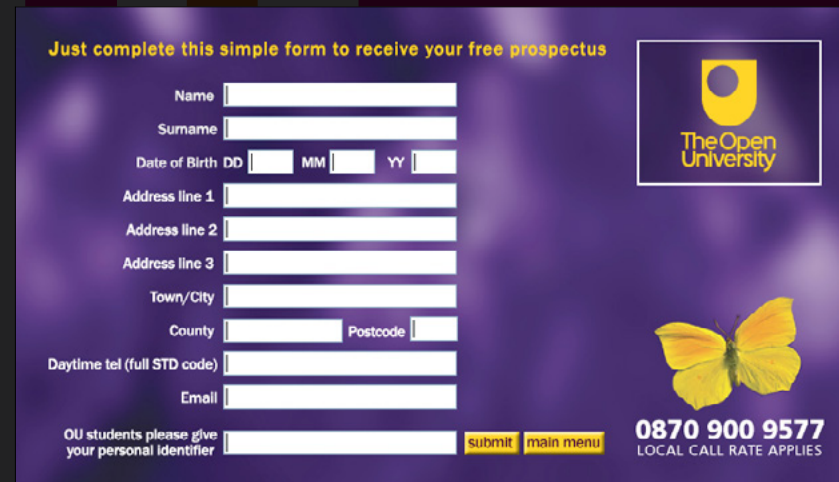 Just complete this simple form to receive your free prospectus
The Open
University
Name
Surname
Date of Birth DD MM YY
Address line 1
Address line 2
Address line 3
Town/City
County Postcode
Daytime tel (full STD code)
Email
OU students please give
your personal identifier
submit main menu
0870 900 9577
LOCAL CALL RATE APPLIES